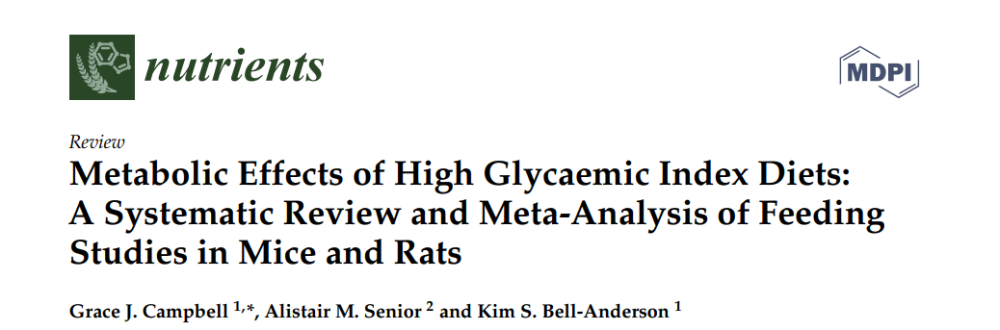 nutrients
MDPI
Review
Metabolic Effects of High Glycaemic Index Diets:
A Systematic Review and Meta-Analysis of Feeding
Studies in Mice and Rats
Grace J. Campbell 1,*, Alistair M. Senior 2 and Kim S. Bell-Anderson 1